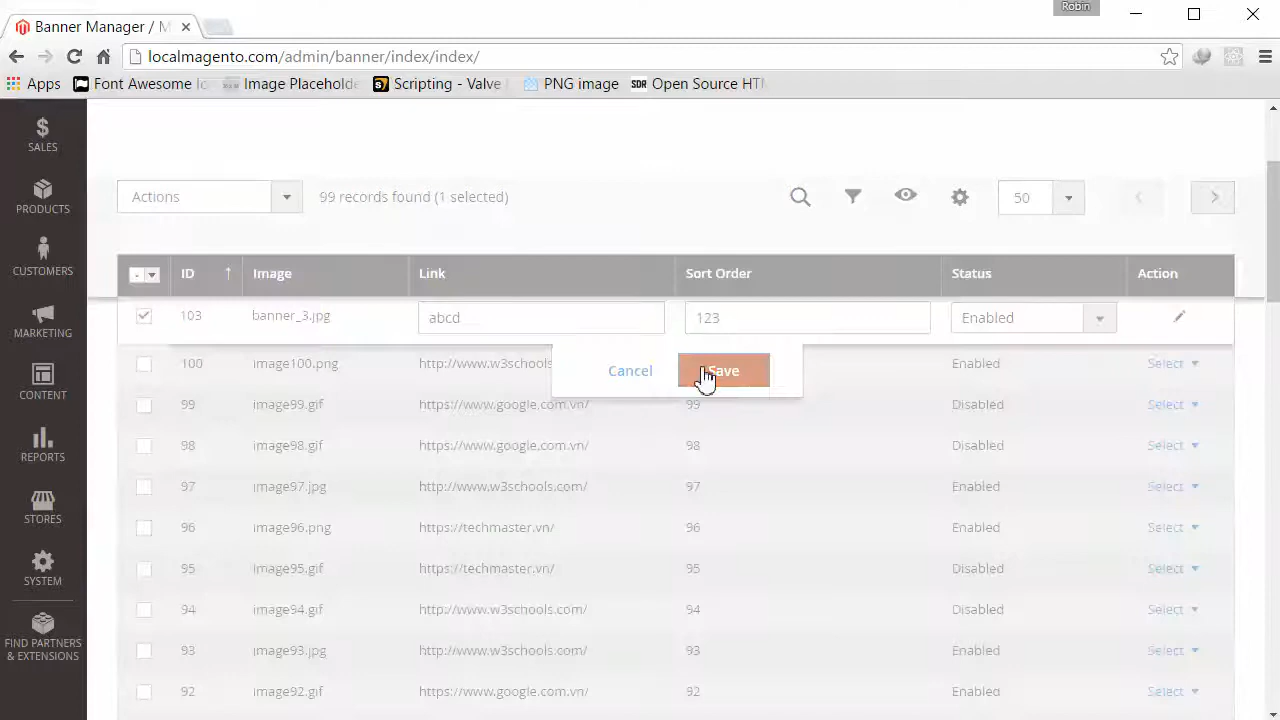 Robin
Banner Manager / M
localmagento.com/admin/banner/index/index/
Apps Font Awesome Ic Image Placeholde Scripting - Valve PNG image SDR Open Source HTM
SALES
PRODUCTS
CUSTOMERS
MARKETING
CONTENT
REPORTS
STORES
SYSTEM
FIND PARTNERS
& EXTENSIONS
Actions 99 records found (1 selected) 50
- ID ↑ Image Link Sort Order Status Action
103 banner_3.jpg abcd 123 Enabled
100 image100.png http://www.w3schools Enabled Select
Cancel Save
99 image99.gif https://www.google.com.vn/ 99 Disabled Select
98 image98.gif https://www.google.com.vn/ 98 Disabled Select
97 image97.jpg http://www.w3schools.com/ 97 Enabled Select
96 image96.png https://techmaster.vn/ 96 Enabled Select
95 image95.gif https://techmaster.vn/ 95 Disabled Select
94 image94.gif http://www.w3schools.com/ 94 Disabled Select
93 image93.jpg http://www.w3schools.com/ 93 Enabled Select
92 image92.gif https://www.google.com.vn/ 92 Enabled Select